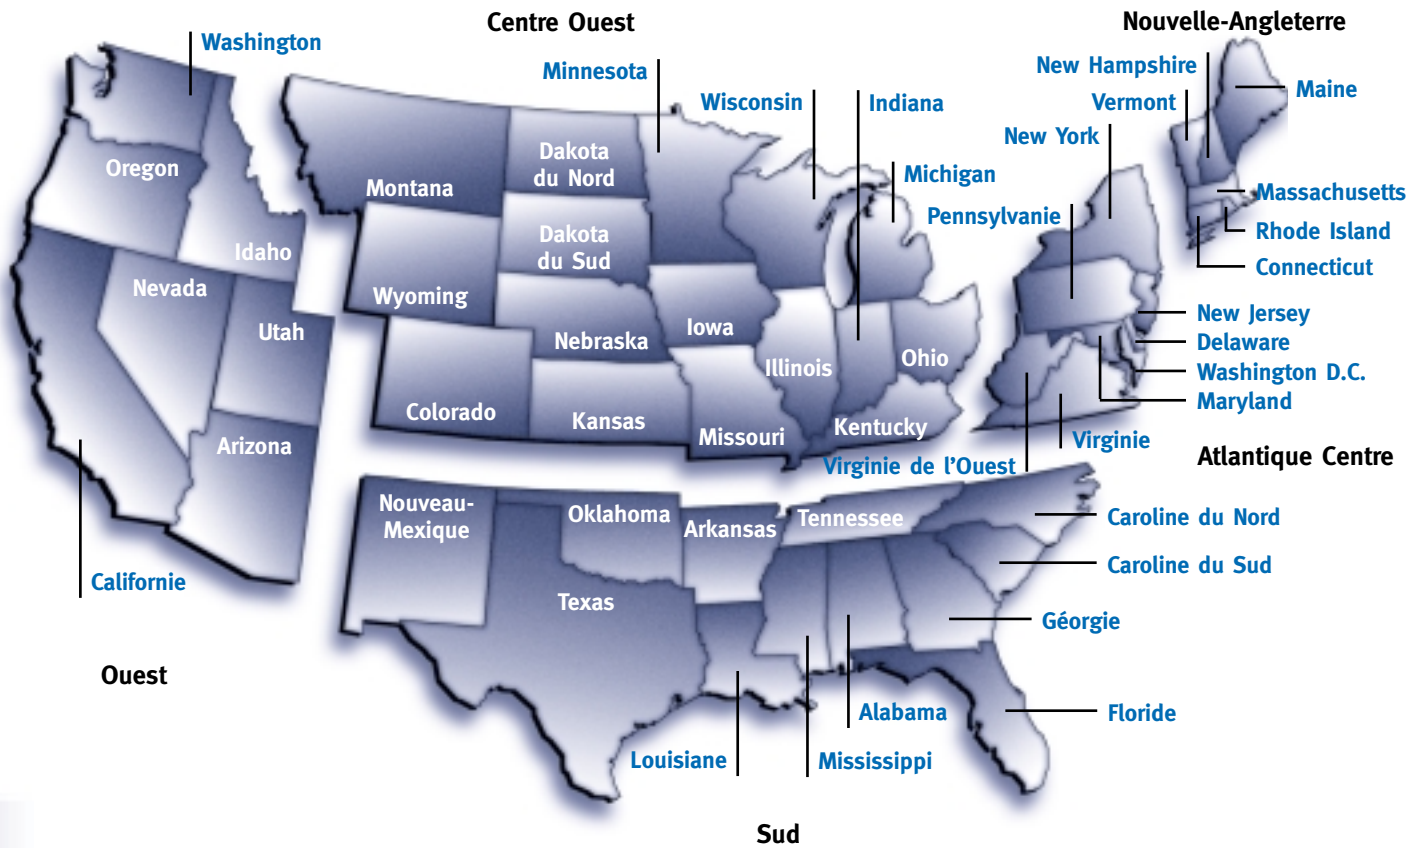 Centre Ouest
Nouvelle-Angleterre
Washington
Minnesota
Wisconsin
Indiana
New Hampshire
Vermont
Maine
New York
Oregon
Montana
Dakota
du Nord
Michigan
Massachusetts
Pennsylvanie
Rhode Island
Idaho
Dakota
du Sud
Connecticut
Nevada
Wyoming
New Jersey
Utah
Nebraska
Iowa
Delaware
Illinois
Ohio
Washington D.C.
Maryland
Colorado
Kansas
Missouri
Kentucky
Virginie
Arizona
Virginie de l'Ouest
Atlantique Centre
Nouveau-
Mexique
Oklahoma
Arkansas
Tennessee
Caroline du Nord
Caroline du Sud
Californie
Texas
Géorgie
Ouest
Alabama
Floride
Louisiane
Mississippi
Sud